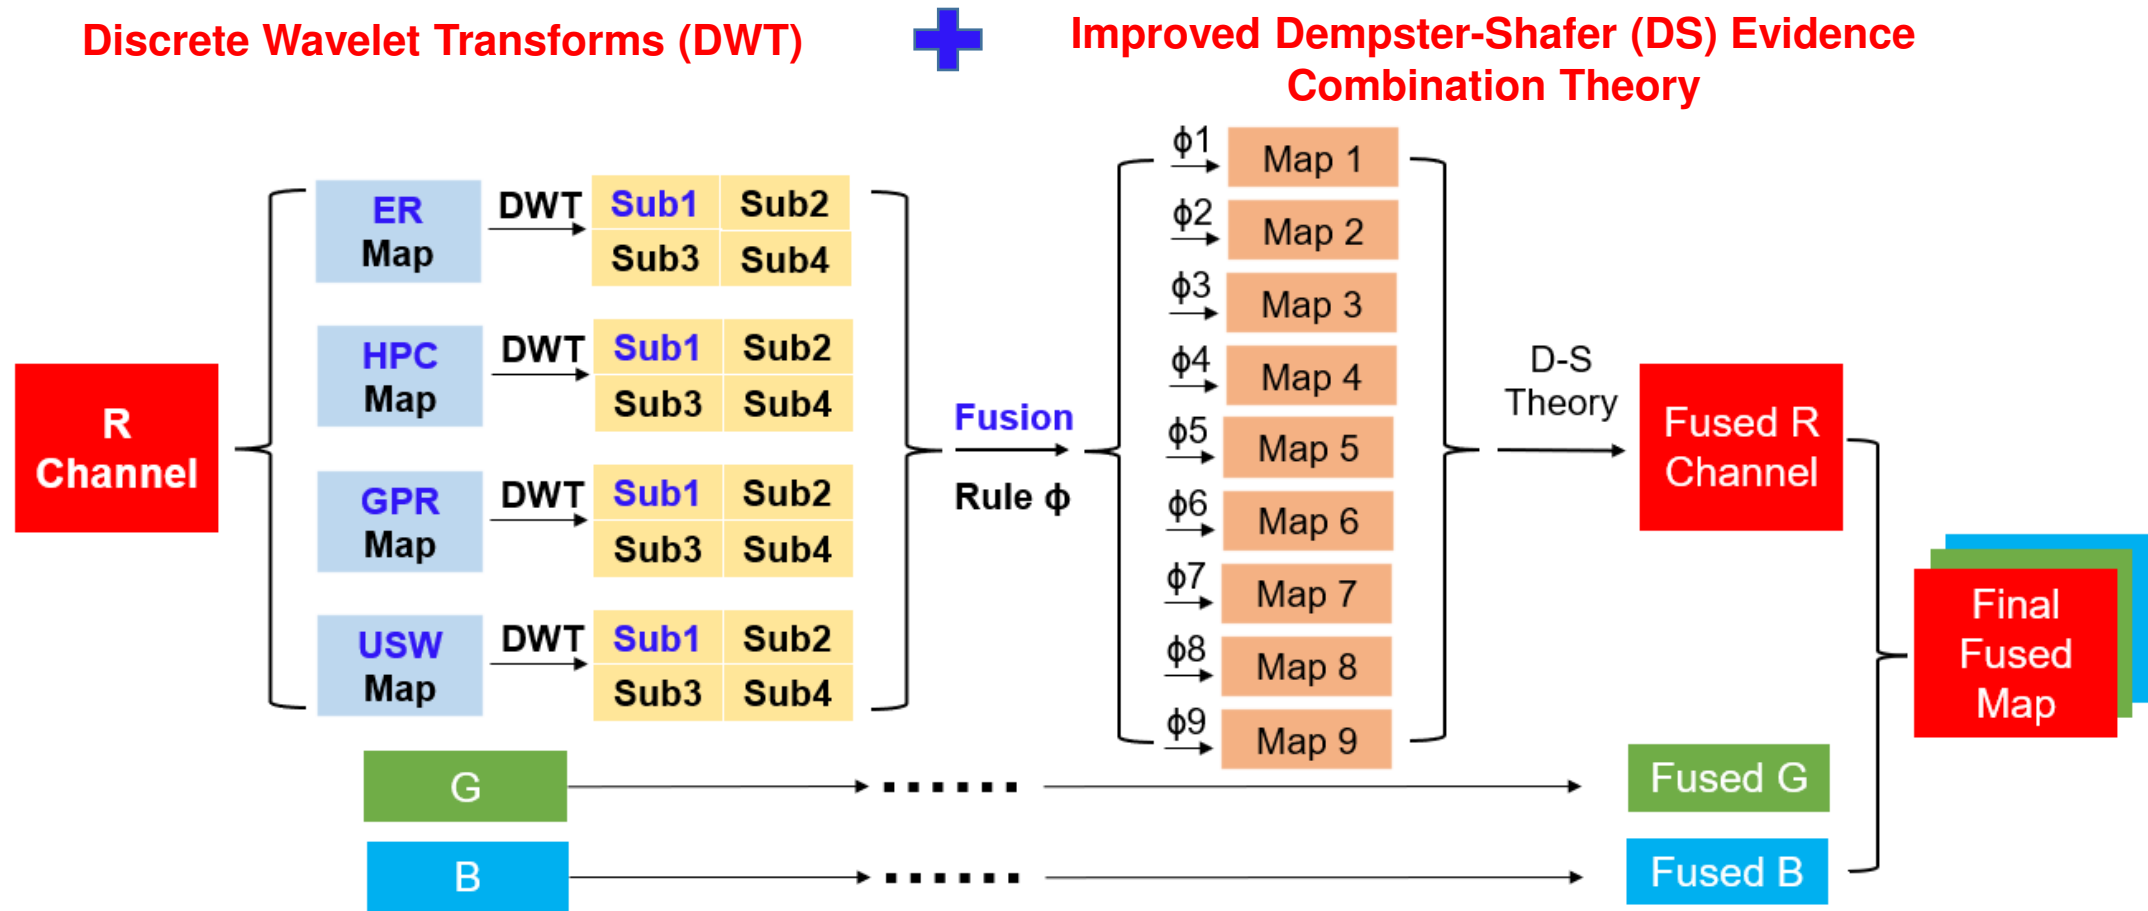 Discrete Wavelet Transforms (DWT)
Improved Dempster-Shafer (DS) Evidence
Combination Theory
R
Channel
ER
Map
DWT
Sub1 Sub2
Sub3 Sub4
HPC
Map
DWT
Sub1 Sub2
Sub3 Sub4
GPR
Map
DWT
Sub1 Sub2
Sub3 Sub4
USW
Map
DWT
Sub1 Sub2
Sub3 Sub4
Fusion
Rule ϕ
ϕ1 Map 1
ϕ2 Map 2
ϕ3 Map 3
ϕ4 Map 4
ϕ5 Map 5
ϕ6 Map 6
ϕ7 Map 7
ϕ8 Map 8
ϕ9 Map 9
D-S
Theory
Fused R
Channel
G
Fused G
B
Fused B
Final
Fused
Map